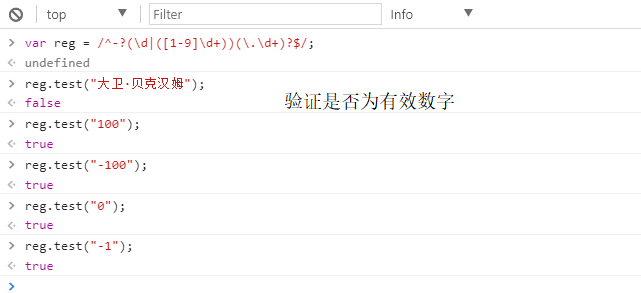 top ▼ Filter Info ▼
> var reg = /^-?(\d|([1-9]\d+))(\.\d+)?$/;
< undefined
> reg.test("大卫·贝克汉姆");
< false
验证是否为有效数字
> reg.test("100");
< true
> reg.test("-100");
< true
> reg.test("0");
< true
> reg.test("-1");
< true
>